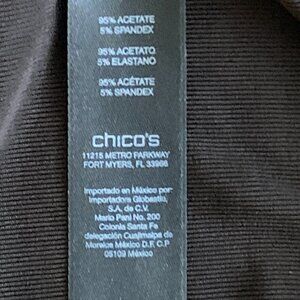 95% ACETATE
5% SPANDEX
95% ACETATO
5% ELASTANO
95% ACÉTATE
5% SPANDEX
chico's
11215 METRO PARKWAY
FORT MYERS, FL 33966
Importado en México por:
Importadora Globastic,
S.A. de C.V.
Mario Pani No. 200
Colonia Santa Fe
delegación Cuajimalpa de
Morelos México D.F. C.P
05109 México